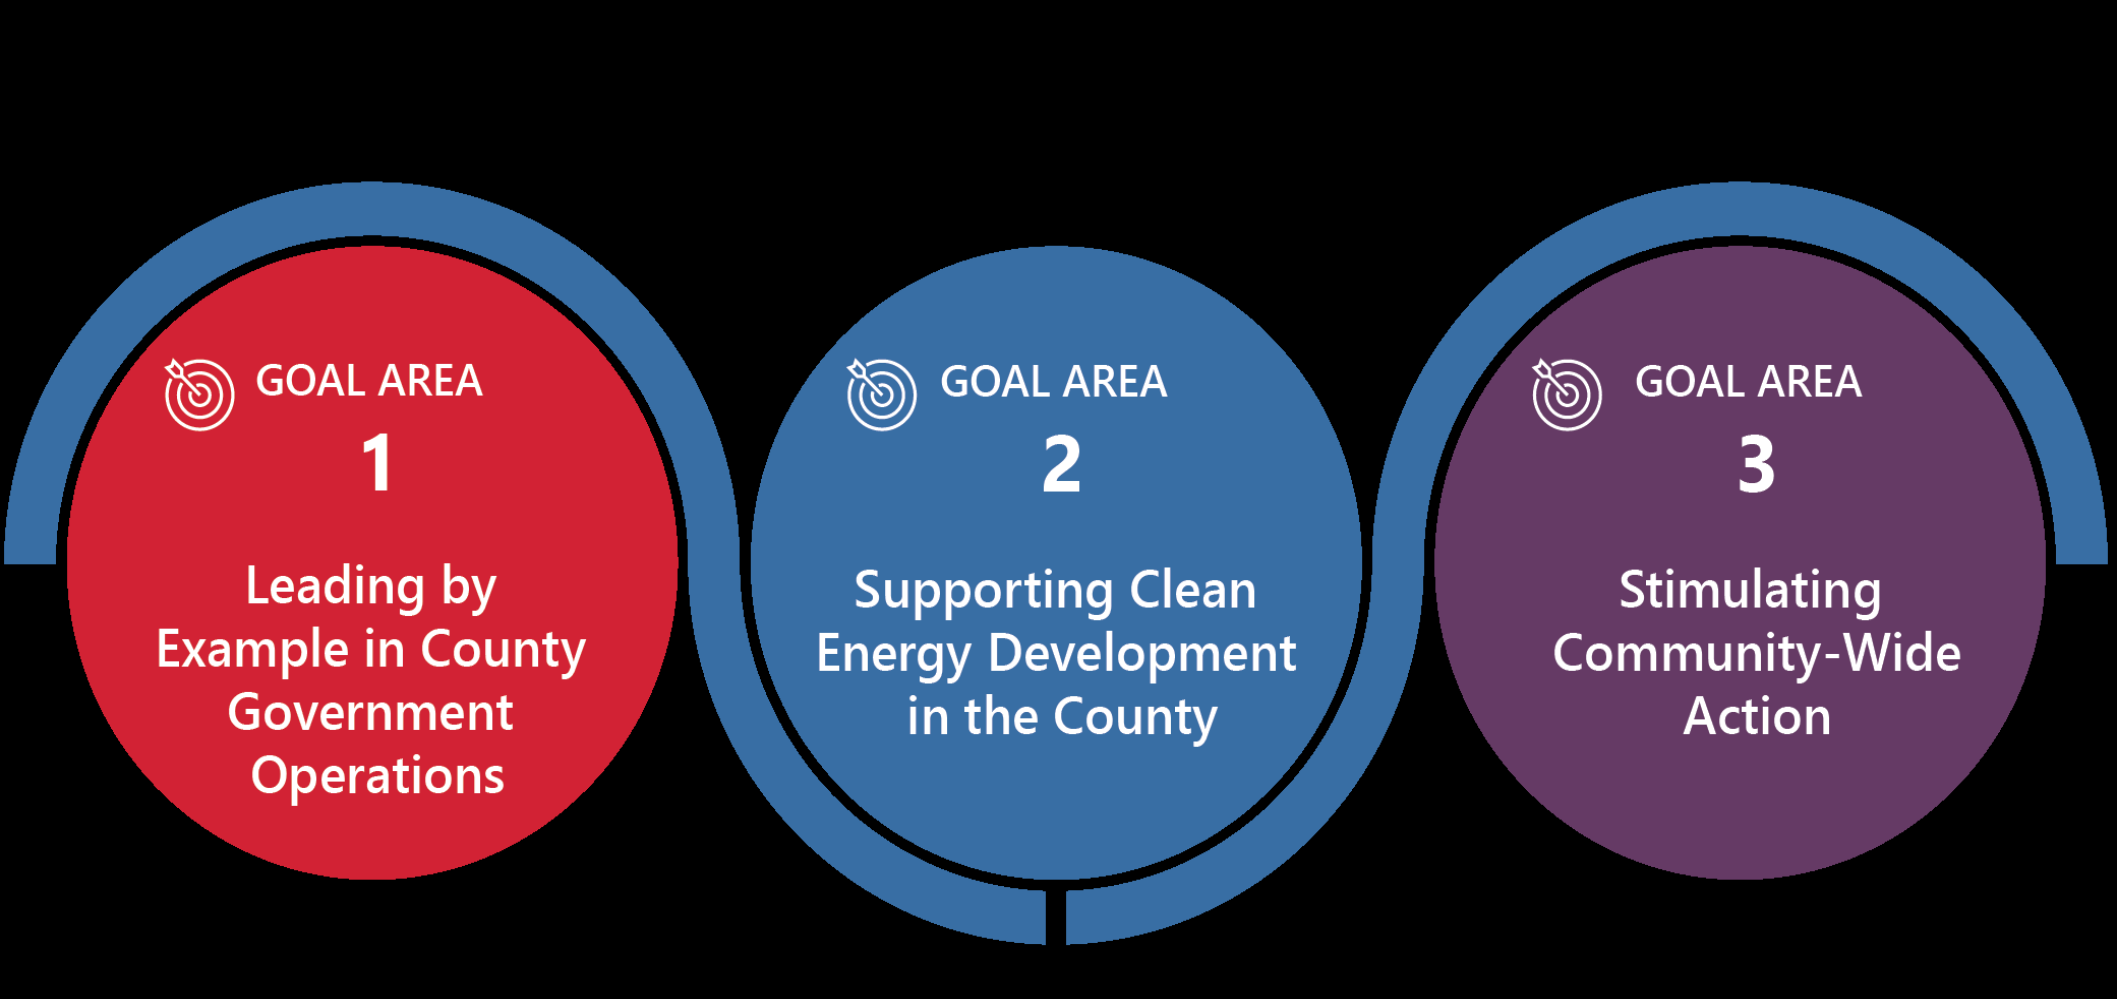 GOAL AREA
1
Leading by
Example in County
Government
Operations
GOAL AREA
2
Supporting Clean
Energy Development
in the County
GOAL AREA
3
Stimulating
Community-Wide
Action